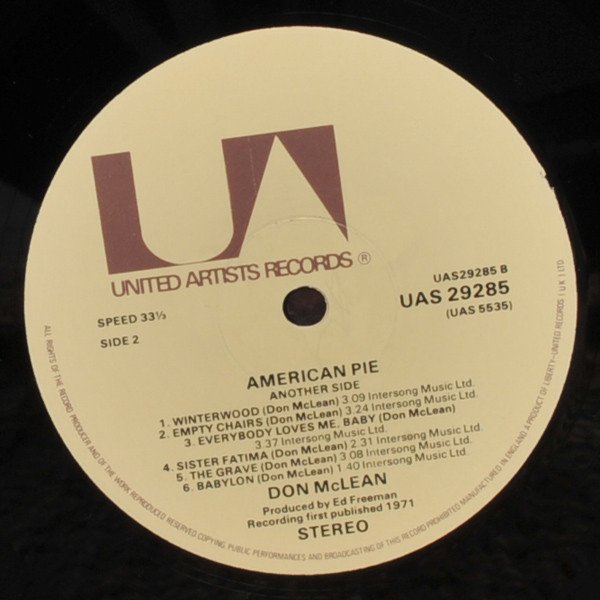 UA
UNITED ARTISTS RECORDS ®
SPEED 33⅓
SIDE 2
UAS29285 B
UAS 29285
(UAS 5535)
AMERICAN PIE
ANOTHER SIDE
1. WINTERWOOD (Don McLean) 3.09 Intersong Music Ltd.
2. EMPTY CHAIRS (Don McLean) 3.24 Intersong Music Ltd.
3. EVERYBODY LOVES ME, BABY (Don McLean)
3.37 Intersong Music Ltd.
4. SISTER FATIMA (Don McLean) 2.31 Intersong Music Ltd.
5. THE GRAVE (Don McLean) 3.08 Intersong Music Ltd.
6. BABYLON (Don McLean) 1 40 Intersong Music Ltd.
DON McLEAN
Produced by Ed Freeman
Recording first published 1971
STEREO
ALL RIGHTS OF THE RECORD PRODUCER AND OF THE WORK REPRODUCED RESERVED. COPYING, PUBLIC PERFORMANCES AND BROADCASTING OF THIS RECORD PROHIBITED MANUFACTURED IN ENGLAND. A PRODUCT OF LIBERTY-UNITED RECORDS (UK) LTD